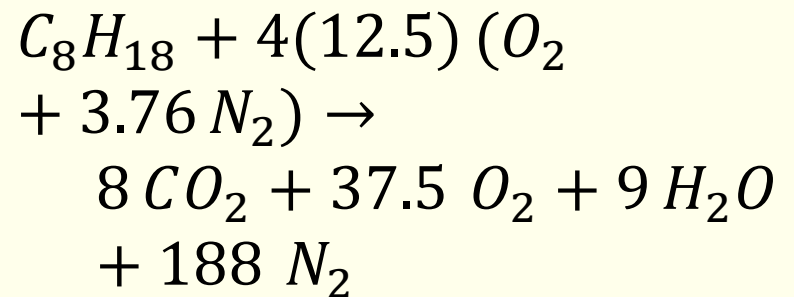 C₈H₁₈ + 4(12.5) (O₂
+ 3.76 N₂) →
8 CO₂ + 37.5 O₂ + 9 H₂O
+ 188 N₂